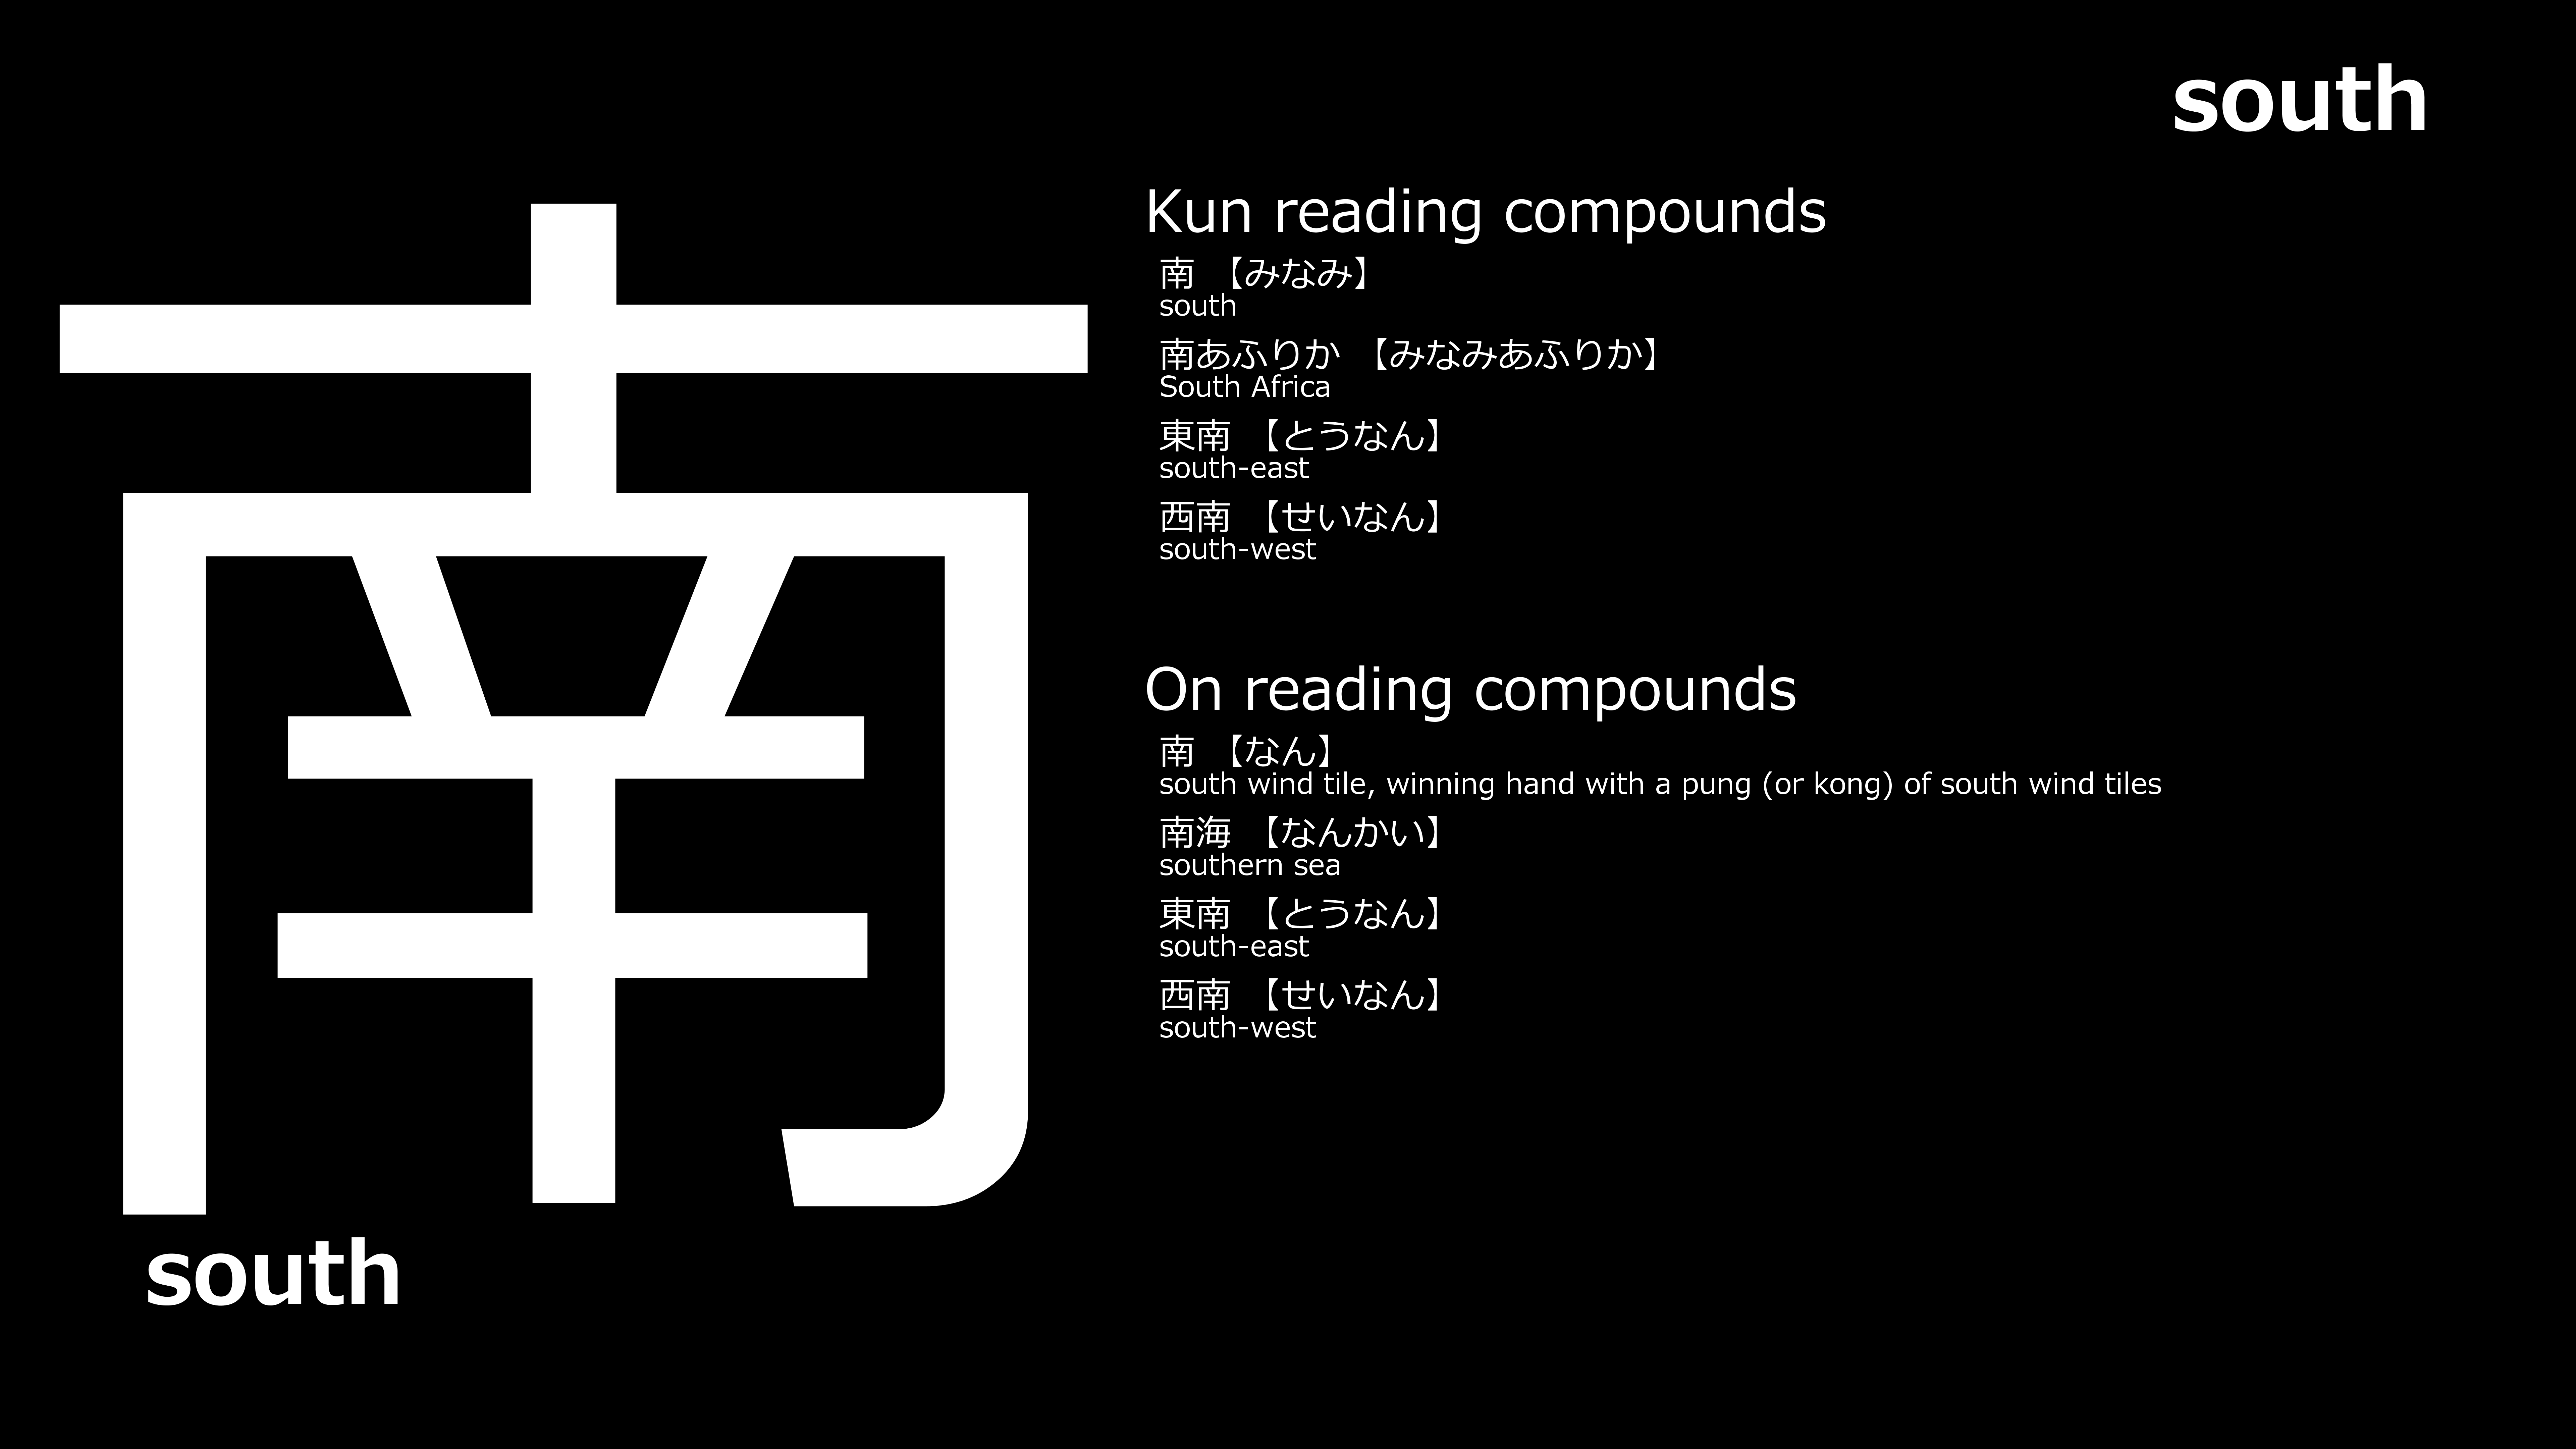 south
南
south
Kun reading compounds
南 【みなみ】
south
南あふりか 【みなみあふりか】
South Africa
東南 【とうなん】
south-east
西南 【せいなん】
south-west
On reading compounds
南 【なん】
south wind tile, winning hand with a pung (or kong) of south wind tiles
南海 【なんかい】
southern sea
東南 【とうなん】
south-east
西南 【せいなん】
south-west